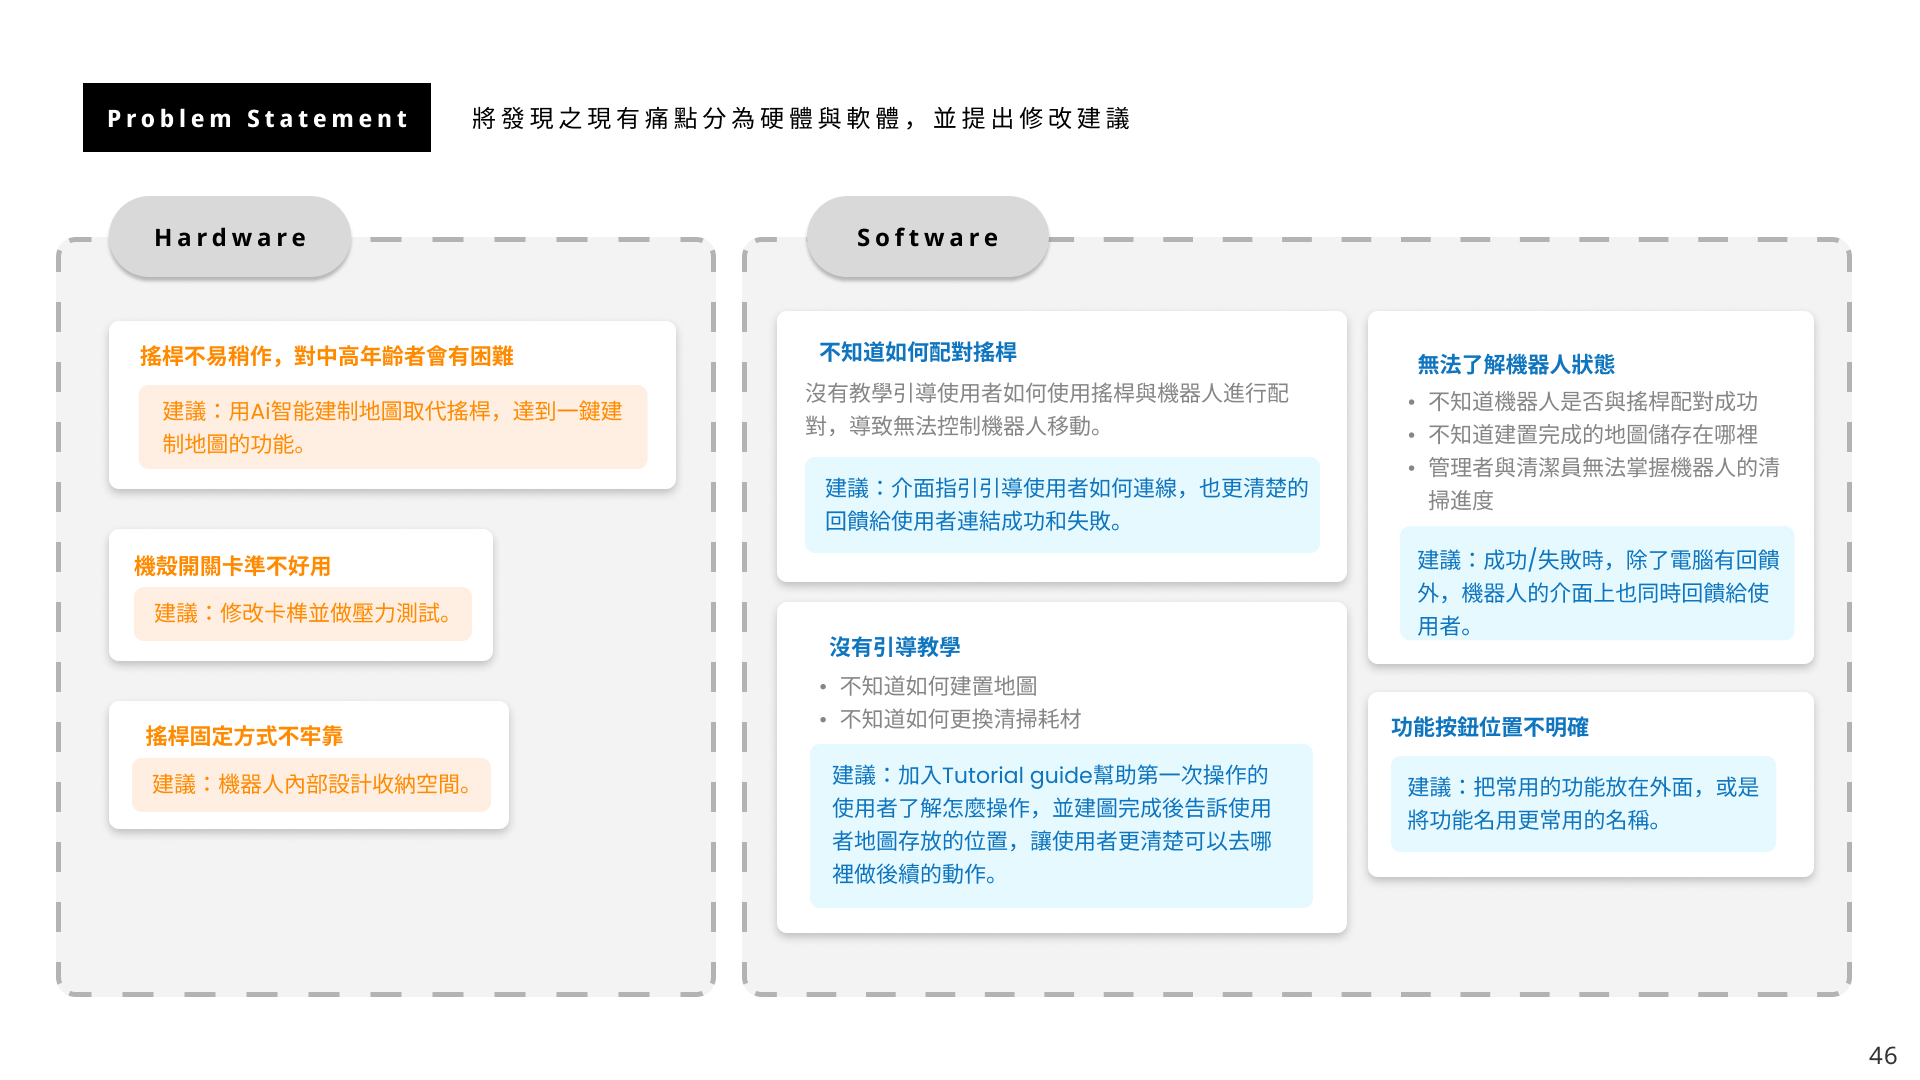 Problem Statement
將發現之現有痛點分為硬體與軟體，並提出修改建議
Hardware
搖桿不易稍作，對中高年齡者會有困難
建議：用Ai智能建制地圖取代搖桿，達到一鍵建
制地圖的功能。
機殼開關卡準不好用
建議：修改卡榫並做壓力測試。
搖桿固定方式不牢靠
建議：機器人內部設計收納空間。
Software
不知道如何配對搖桿
沒有教學引導使用者如何使用搖桿與機器人進行配
對，導致無法控制機器人移動。
建議：介面指引引導使用者如何連線，也更清楚的
回饋給使用者連結成功和失敗。
沒有引導教學
• 不知道如何建置地圖
• 不知道如何更換清掃耗材
建議：加入Tutorial guide幫助第一次操作的
使用者了解怎麼操作，並建圖完成後告訴使用
者地圖存放的位置，讓使用者更清楚可以去哪
裡做後續的動作。
無法了解機器人狀態
• 不知道機器人是否與搖桿配對成功
• 不知道建置完成的地圖儲存在哪裡
• 管理者與清潔員無法掌握機器人的清
掃進度
建議：成功/失敗時，除了電腦有回饋
外，機器人的介面上也同時回饋給使
用者。
功能按鈕位置不明確
建議：把常用的功能放在外面，或是
將功能名用更常用的名稱。
46